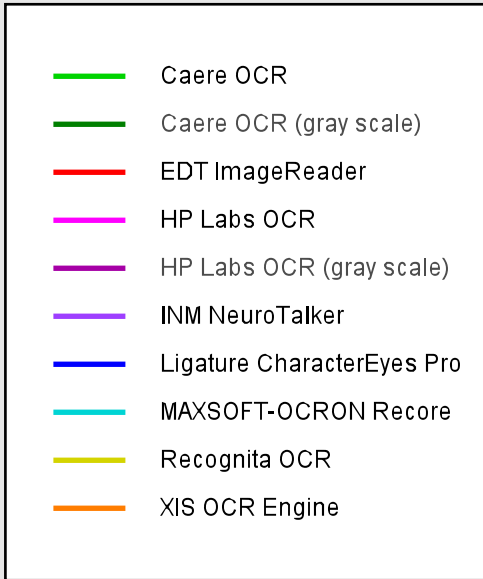 Caere OCR
Caere OCR (gray scale)
EDT ImageReader
HP Labs OCR
HP Labs OCR (gray scale)
INM NeuroTalker
Ligature CharacterEyes Pro
MAXSOFT-OCRON Recore
Recognita OCR
XIS OCR Engine